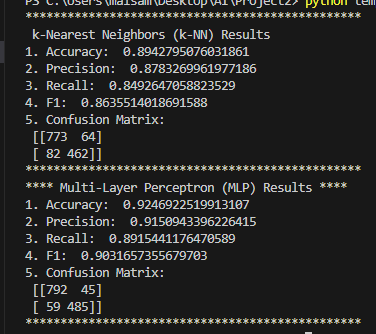 PS C:\Users\maisam\Desktop\AI\Project2> python tem
*************************************************
k-Nearest Neighbors (k-NN) Results
1. Accuracy:  0.8942795076031861
2. Precision:  0.8783269961977186
3. Recall:  0.8492647058823529
4. F1:  0.8635514018691588
5. Confusion Matrix:
[[773  64]
[ 82 462]]
*************************************************
**** Multi-Layer Perceptron (MLP) Results ****
1. Accuracy:  0.9246922519913107
2. Precision:  0.9150943396226415
3. Recall:  0.8915441176470589
4. F1:  0.9031657355679703
5. Confusion Matrix:
[[792  45]
[ 59 485]]
*************************************************